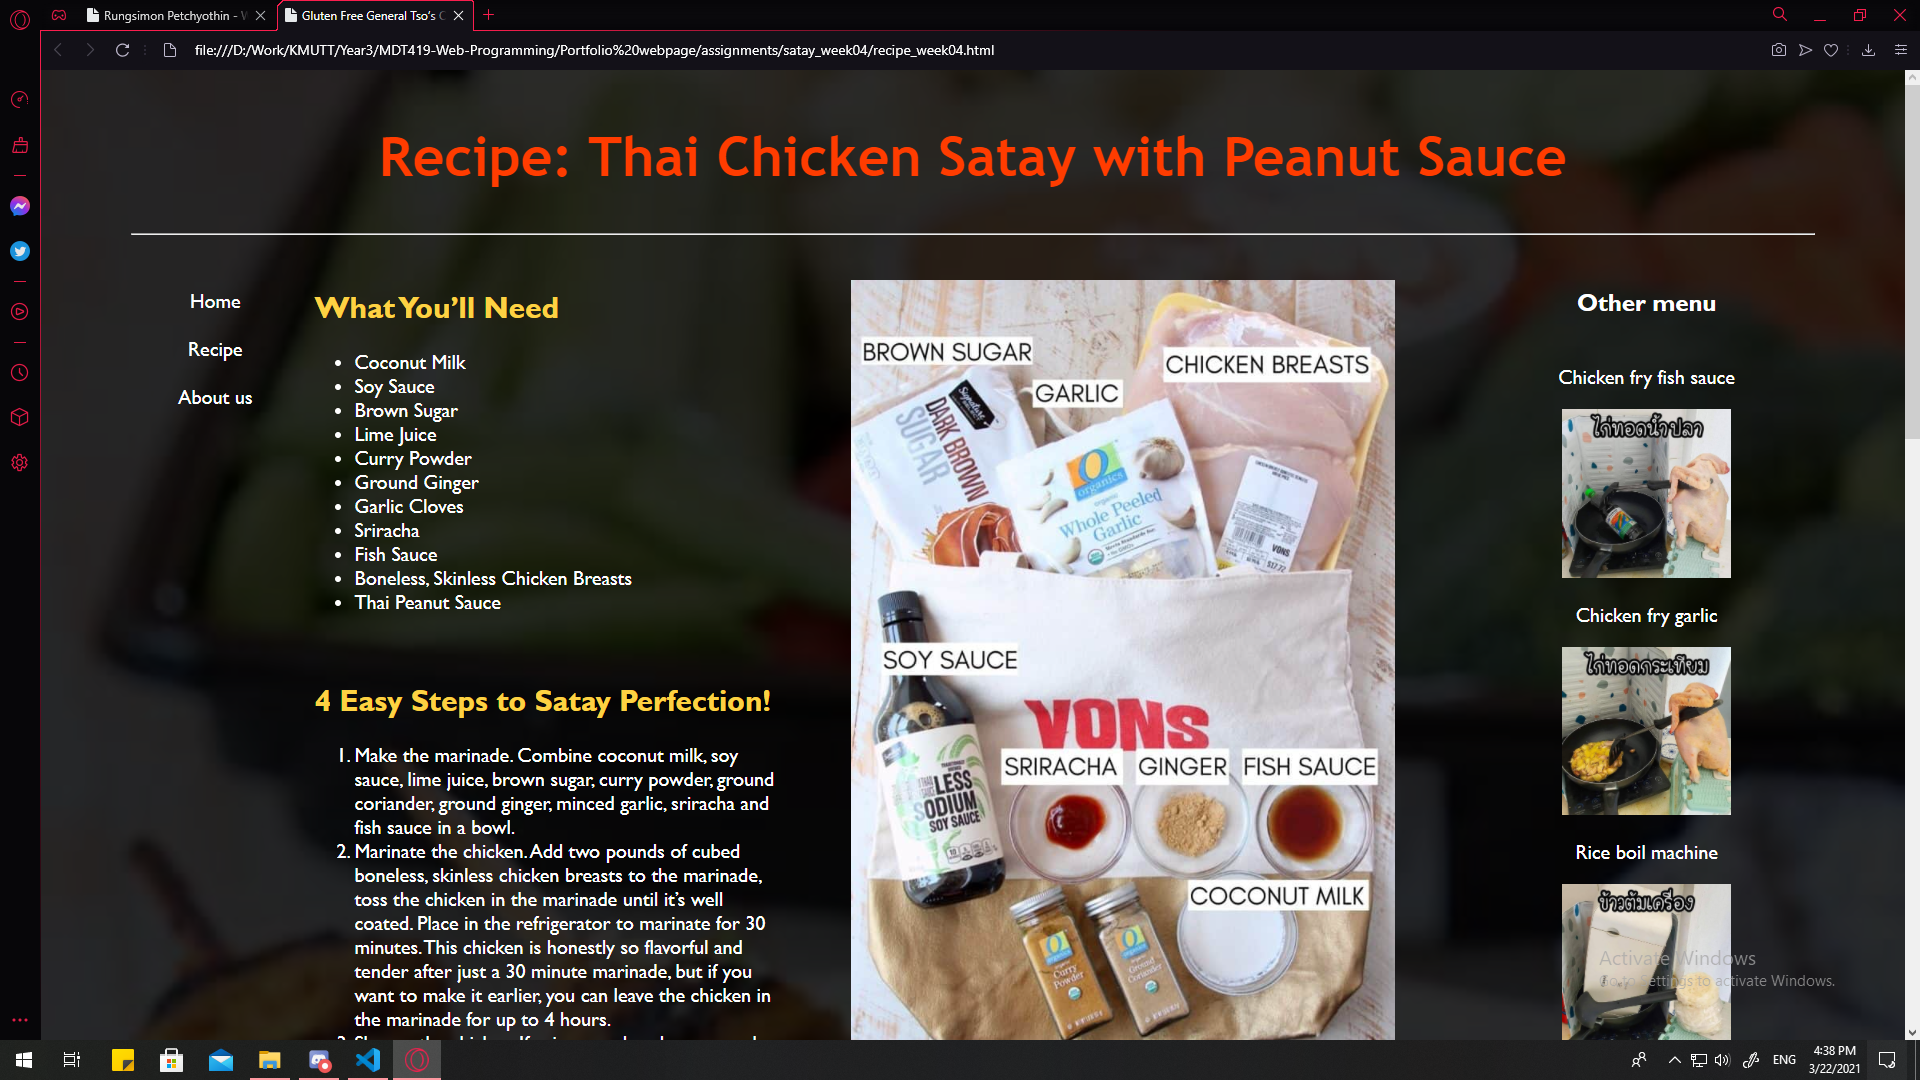 Rungsimon Petchyothin - W
Gluten Free General Tso's C
file:///D:/Work/KMUTT/Year3/MDT419-Web-Programming/Portfolio%20webpage/assignments/satay_week04/recipe_week04.html
Recipe: Thai Chicken Satay with Peanut Sauce
Home
Recipe
About us
What You’ll Need
Coconut Milk
Soy Sauce
Brown Sugar
Lime Juice
Curry Powder
Ground Ginger
Garlic Cloves
Sriracha
Fish Sauce
Boneless, Skinless Chicken Breasts
Thai Peanut Sauce
4 Easy Steps to Satay Perfection!
1. Make the marinade. Combine coconut milk, soy
sauce, lime juice, brown sugar, curry powder, ground
coriander, ground ginger, minced garlic, sriracha and
fish sauce in a bowl.
2. Marinate the chicken. Add two pounds of cubed
boneless, skinless chicken breasts to the marinade,
toss the chicken in the marinade until it’s well
coated. Place in the refrigerator to marinate for 30
minutes. This chicken is honestly so flavorful and
tender after just a 30 minute marinade, but if you
want to make it earlier, you can leave the chicken in
the marinade for up to 4 hours.
BROWN SUGAR
CHICKEN BREASTS
GARLIC
Signature
DARK BROWN
SUGAR
O
organics
organic
Whole Peeled
Garlic
VONS
$17.72
SOY SAUCE
VONS
SRIRACHA
GINGER
FISH SAUCE
LESS
SODIUM
SOY SAUCE
COCONUT MILK
organics
Curry
Powder
organics
Ground
Coriander
Other menu
Chicken fry fish sauce
ไก่ทอดน้ำปลา
Chicken fry garlic
ไก่ทอดกระเทียม
Rice boil machine
ข้าวต้มเครื่อง
Activate Windows
Go to Settings to activate Windows.
ENG
4:38 PM
3/22/2021